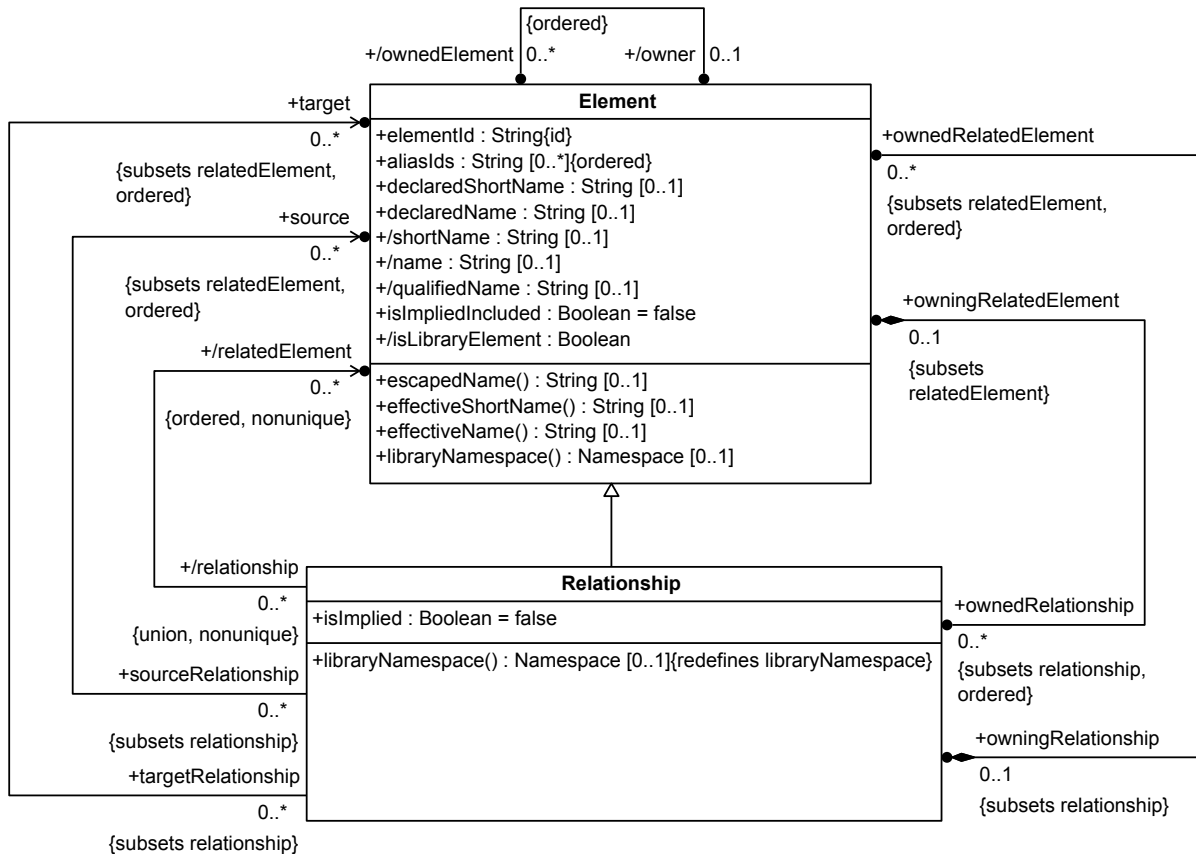 {ordered}
+/ownedElement
0..*
+/owner
0..1
Element
+elementId : String{id}
+aliasIds : String [0..*]{ordered}
+declaredShortName : String [0..1]
+declaredName : String [0..1]
+/shortName : String [0..1]
+/name : String [0..1]
+/qualifiedName : String [0..1]
+isImpliedIncluded : Boolean = false
+/isLibraryElement : Boolean
+escapedName() : String [0..1]
+effectiveShortName() : String [0..1]
+effectiveName() : String [0..1]
+libraryNamespace() : Namespace [0..1]
+target
0..*
{subsets relatedElement,
ordered}
+source
0..*
{subsets relatedElement,
ordered}
+/relatedElement
0..*
{ordered, nonunique}
+ownedRelatedElement
0..*
{subsets relatedElement,
ordered}
+owningRelatedElement
0..1
{subsets
relatedElement}
+/relationship
0..*
{union, nonunique}
+sourceRelationship
0..*
{subsets relationship}
+targetRelationship
0..*
{subsets relationship}
Relationship
+isImplied : Boolean = false
+libraryNamespace() : Namespace [0..1]{redefines libraryNamespace}
+ownedRelationship
0..*
{subsets relationship,
ordered}
+owningRelationship
0..1
{subsets relationship}